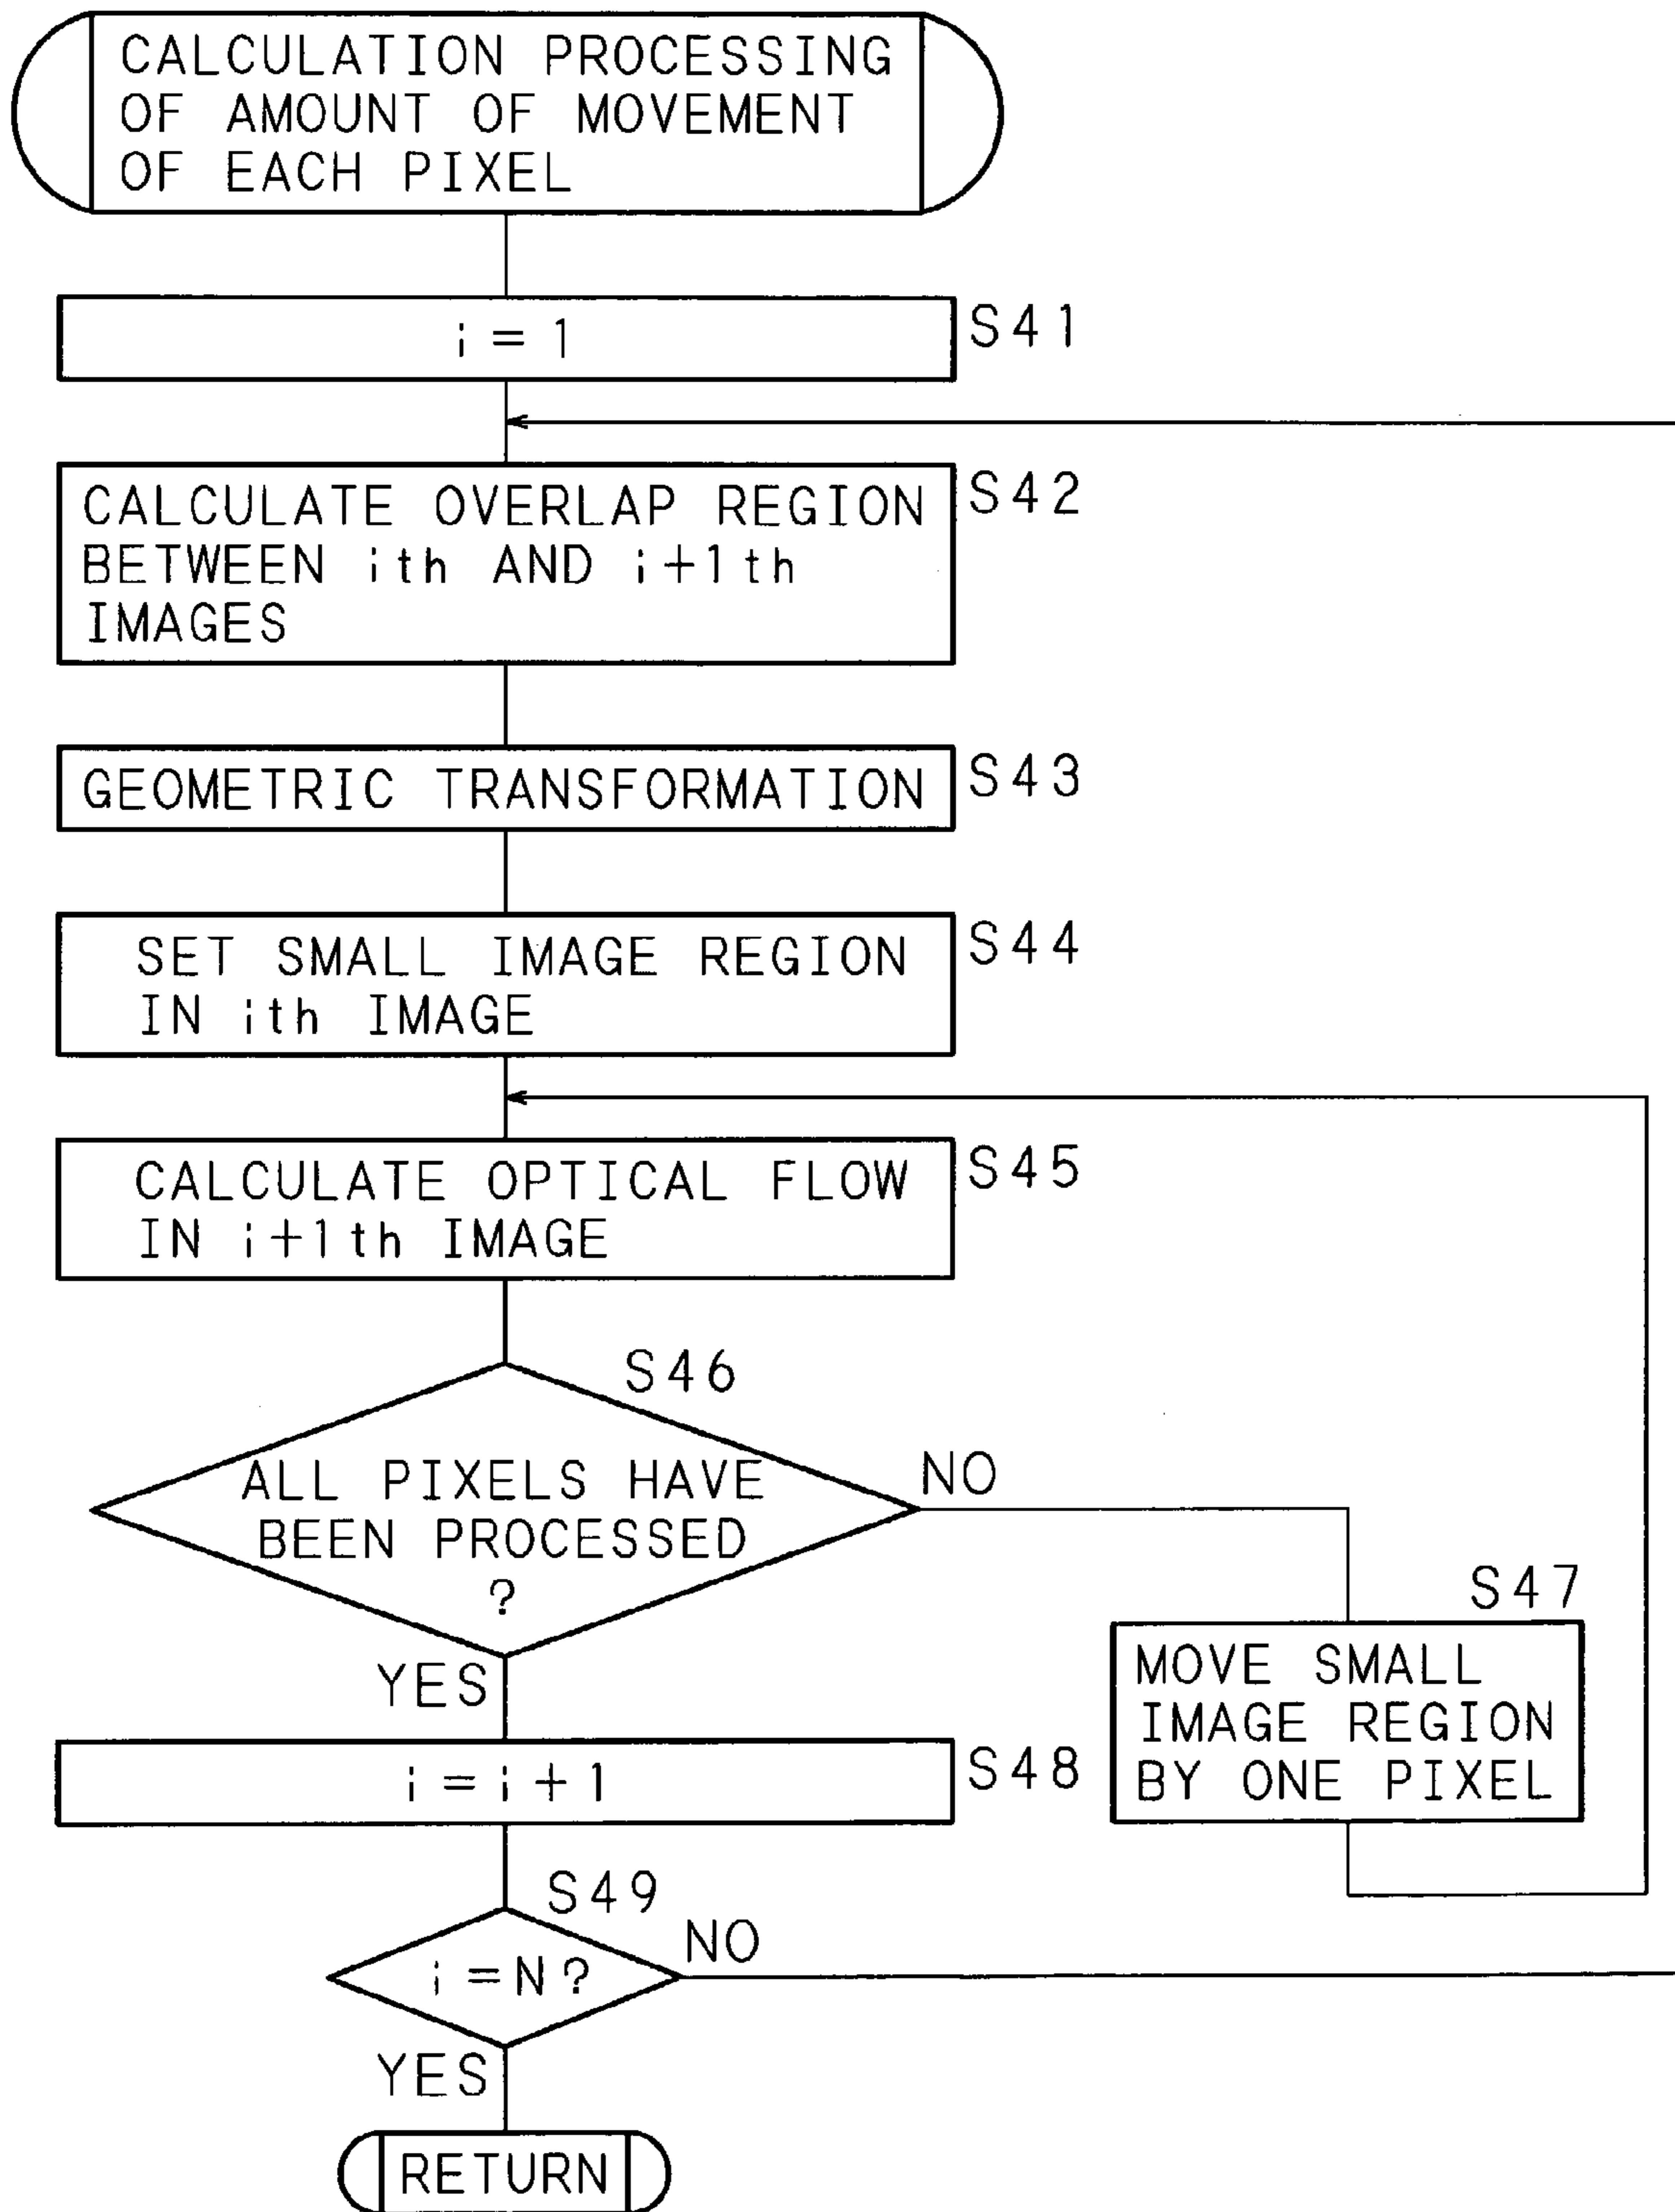 CALCULATION PROCESSING
OF AMOUNT OF MOVEMENT
OF EACH PIXEL
i = 1
S41
CALCULATE OVERLAP REGION
BETWEEN ith AND i+1th
IMAGES
S42
GEOMETRIC TRANSFORMATION
S43
SET SMALL IMAGE REGION
IN ith IMAGE
S44
CALCULATE OPTICAL FLOW
IN i+1th IMAGE
S45
S46
ALL PIXELS HAVE
BEEN PROCESSED
?
NO
YES
S47
MOVE SMALL
IMAGE REGION
BY ONE PIXEL
i = i + 1
S48
S49
i = N ?
NO
YES
RETURN